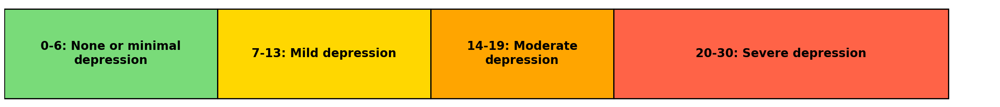 0-6: None or minimal
depression
7-13: Mild depression
14-19: Moderate
depression
20-30: Severe depression